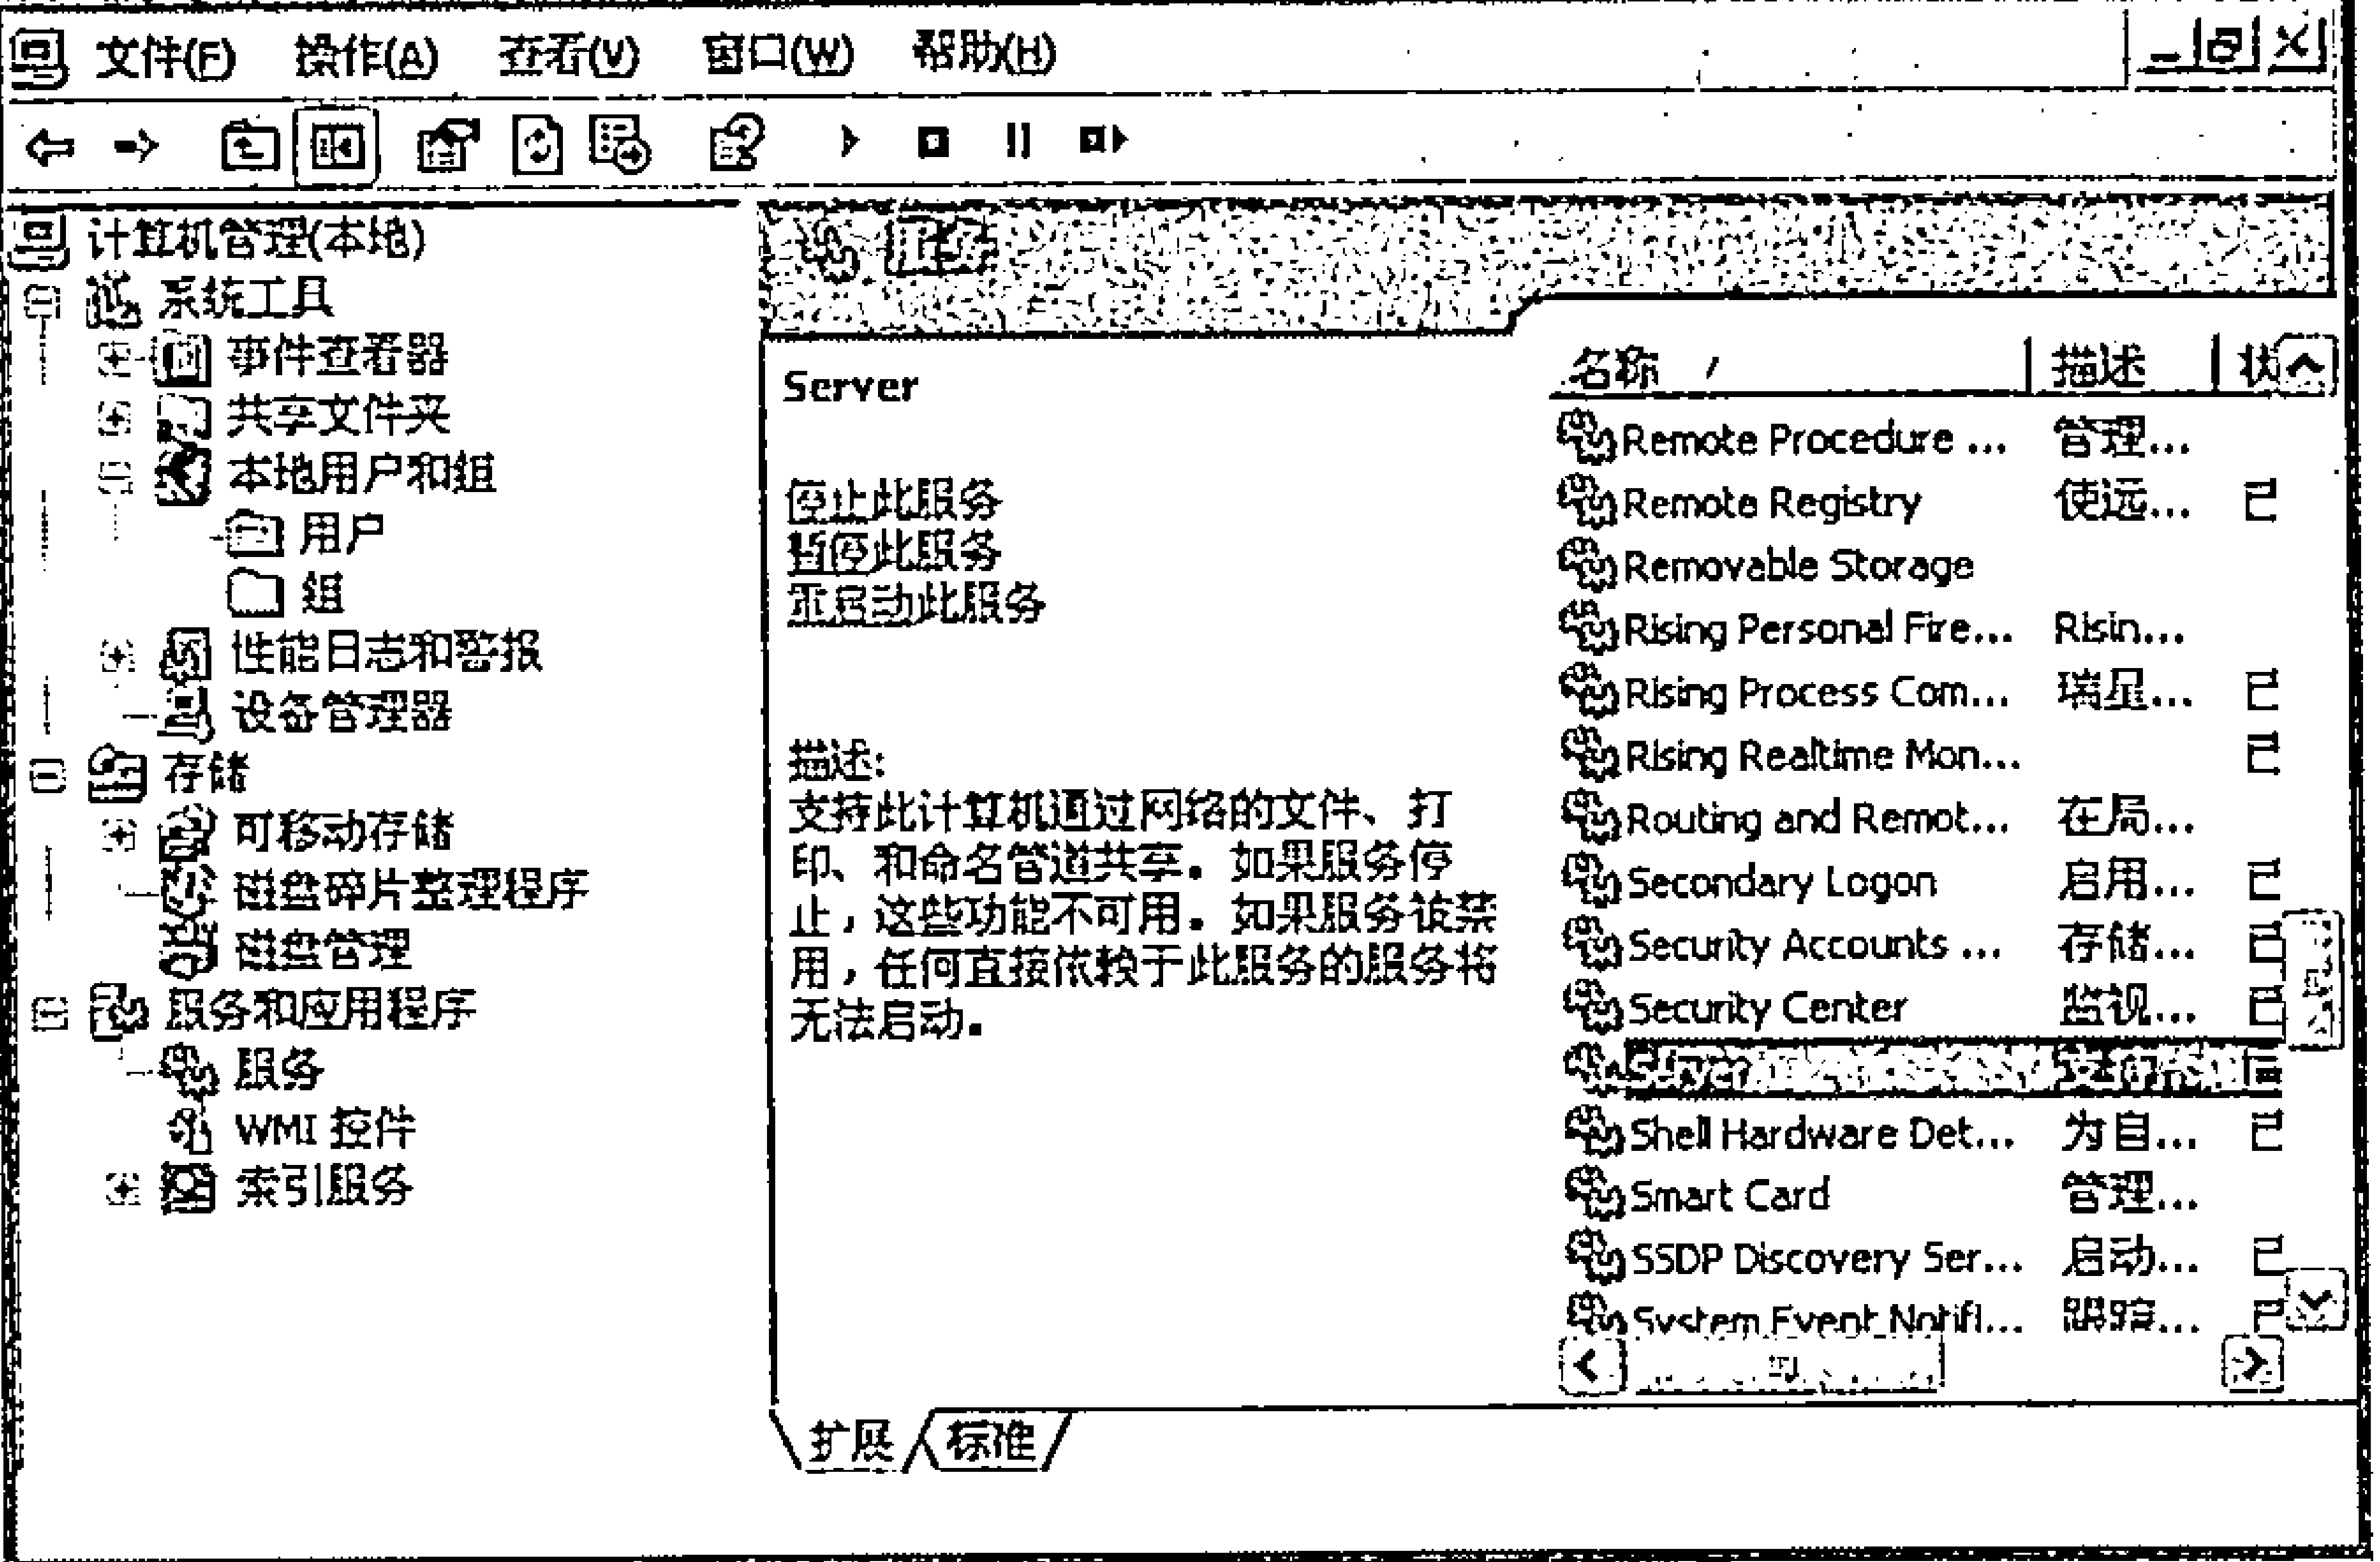 文件(F) 操作(A) 查看(V) 窗口(W) 帮助(H)
计算机管理(本地)
系统工具
事件查看器
共享文件夹
本地用户和组
用户
组
性能日志和警报
设备管理器
存储
可移动存储
磁盘碎片整理程序
磁盘管理
服务和应用程序
服务
WMI 控件
索引服务
服务
Server
停止此服务
暂停此服务
重启动此服务
描述:
支持此计算机通过网络的文件、打
印、和命名管道共享。如果服务停
止，这些功能不可用。如果服务被禁
用，任何直接依赖于此服务的服务将
无法启动。
名称 描述 状
Remote Procedure ... 管理...
Remote Registry 使远... 已
Removable Storage
Rising Personal Fire... Risin...
Rising Process Com... 瑞星... 已
Rising Realtime Mon... 已
Routing and Remot... 在局...
Secondary Logon 启用... 已
Security Accounts ... 存储... 已
Security Center 监视... 已
Server 支持... 已
Shell Hardware Det... 为自... 已
Smart Card 管理...
SSDP Discovery Ser... 启动... 已
System Event Notifi... 跟踪... 已
扩展 标准